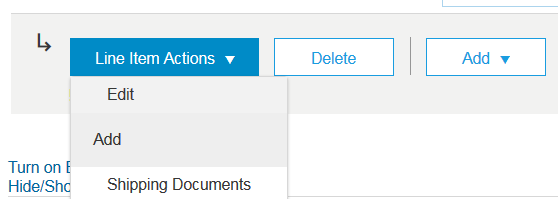 Line Item Actions ▼ Delete Add ▼
Edit
Add
Turn on
Hide/Sho
Shipping Documents